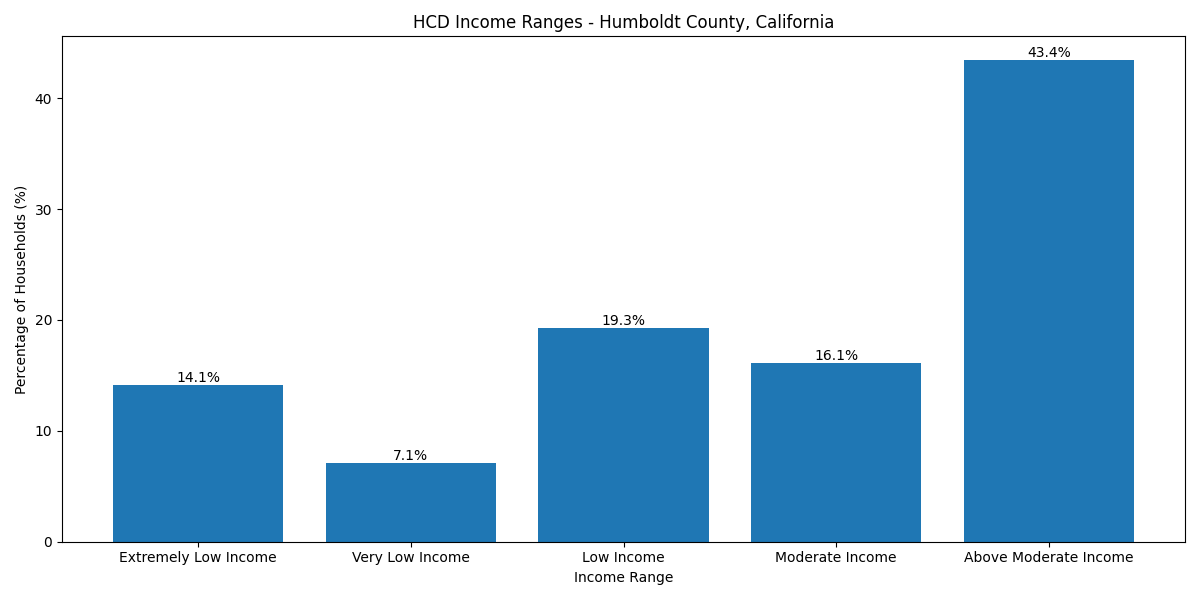 HCD Income Ranges - Humboldt County, California
Percentage of Households (%)
40
30
20
10
0
14.1%
7.1%
19.3%
16.1%
43.4%
Extremely Low Income
Very Low Income
Low Income
Moderate Income
Above Moderate Income
Income Range